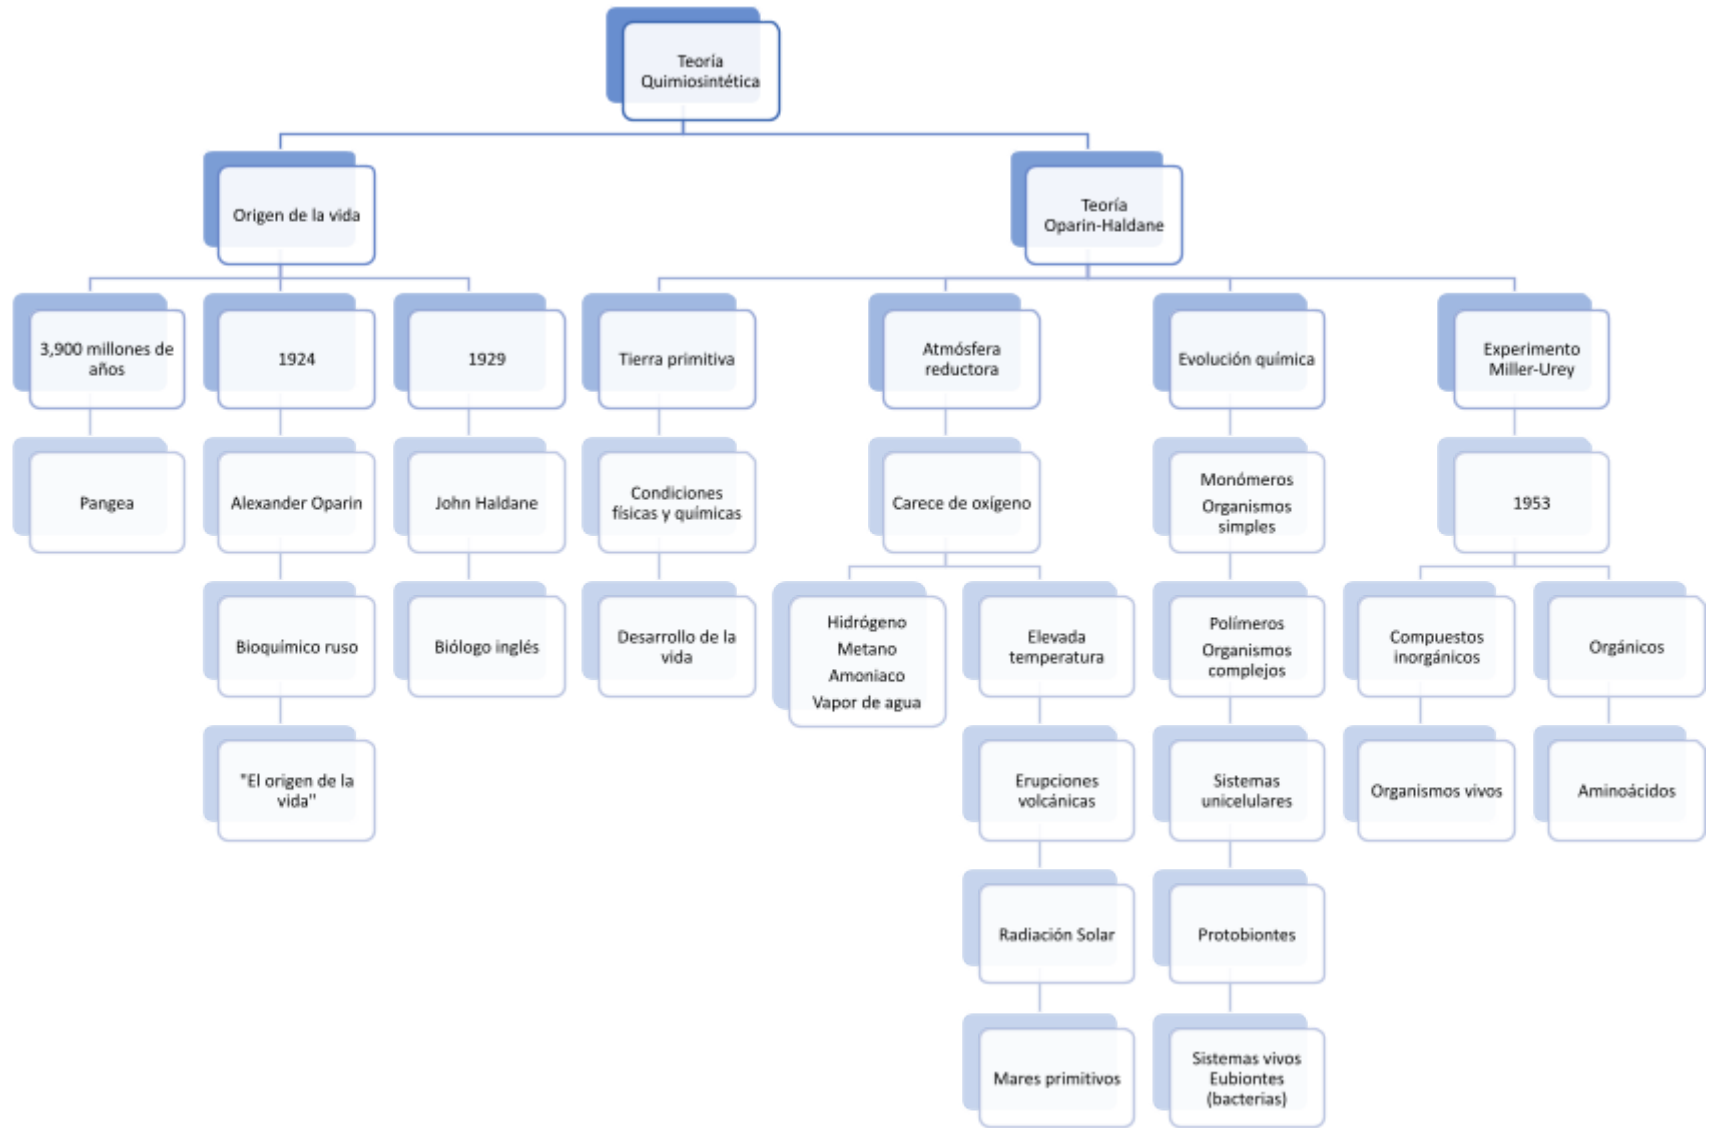 Teoría
Quimiosintética
Origen de la vida
Teoría
Oparin-Haldane
3,900 millones de
años
1924
1929
Tierra primitiva
Atmósfera
reductora
Evolución química
Experimento
Miller-Urey
Pangea
Alexander Oparin
John Haldane
Condiciones
físicas y químicas
Carece de oxígeno
Monómeros
Organismos
simples
1953
Bioquímico ruso
Biólogo inglés
Desarrollo de la
vida
Hidrógeno
Metano
Amoniaco
Vapor de agua
Elevada
temperatura
Polímeros
Organismos
complejos
Compuestos
inorgánicos
Orgánicos
"El origen de la
vida"
Erupciones
volcánicas
Sistemas
unicelulares
Organismos vivos
Aminoácidos
Radiación Solar
Protobiontes
Mares primitivos
Sistemas vivos
Eubiontes
(bacterias)